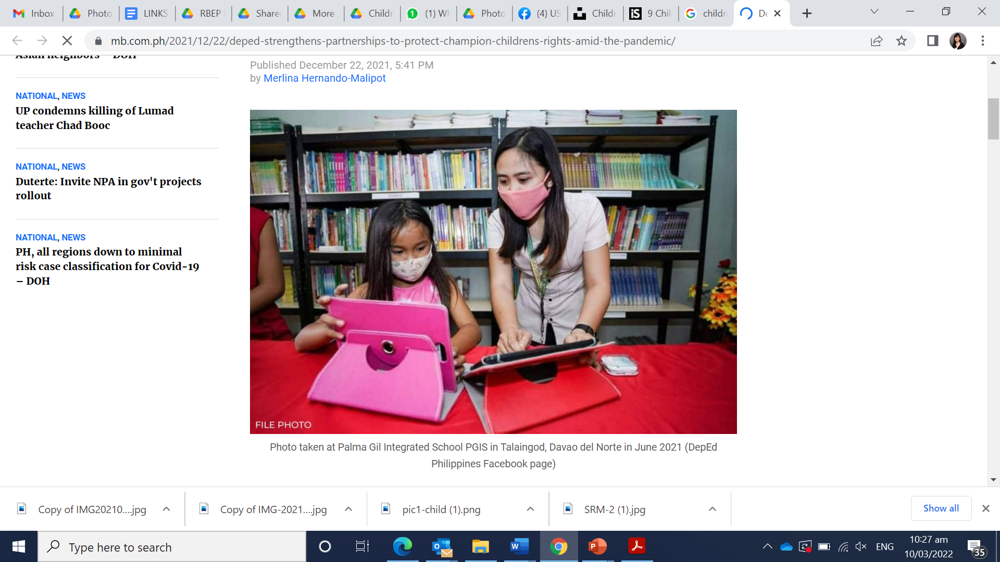 Inbox
Photo
LINKS
RBEP
Share
More
Childr
(1) Wh
Photo
(4) US
Childr
iS
9 Chil
childre
De
mb.com.ph/2021/12/22/deped-strengthens-partnerships-to-protect-champion-childrens-rights-amid-the-pandemic/
Asian neighbors – DOH
NATIONAL, NEWS
UP condemns killing of Lumad
teacher Chad Booc
NATIONAL, NEWS
Duterte: Invite NPA in gov't projects
rollout
NATIONAL, NEWS
PH, all regions down to minimal
risk case classification for Covid-19
– DOH
Published December 22, 2021, 5:41 PM
by Merlina Hernando-Malipot
FILE PHOTO
Photo taken at Palma Gil Integrated School PGIS in Talaingod, Davao del Norte in June 2021 (DepEd
Philippines Facebook page)
Copy of IMG20210....jpg
Copy of IMG-2021....jpg
pic1-child (1).png
SRM-2 (1).jpg
Show all
Type here to search
ENG
10:27 am
10/03/2022
35